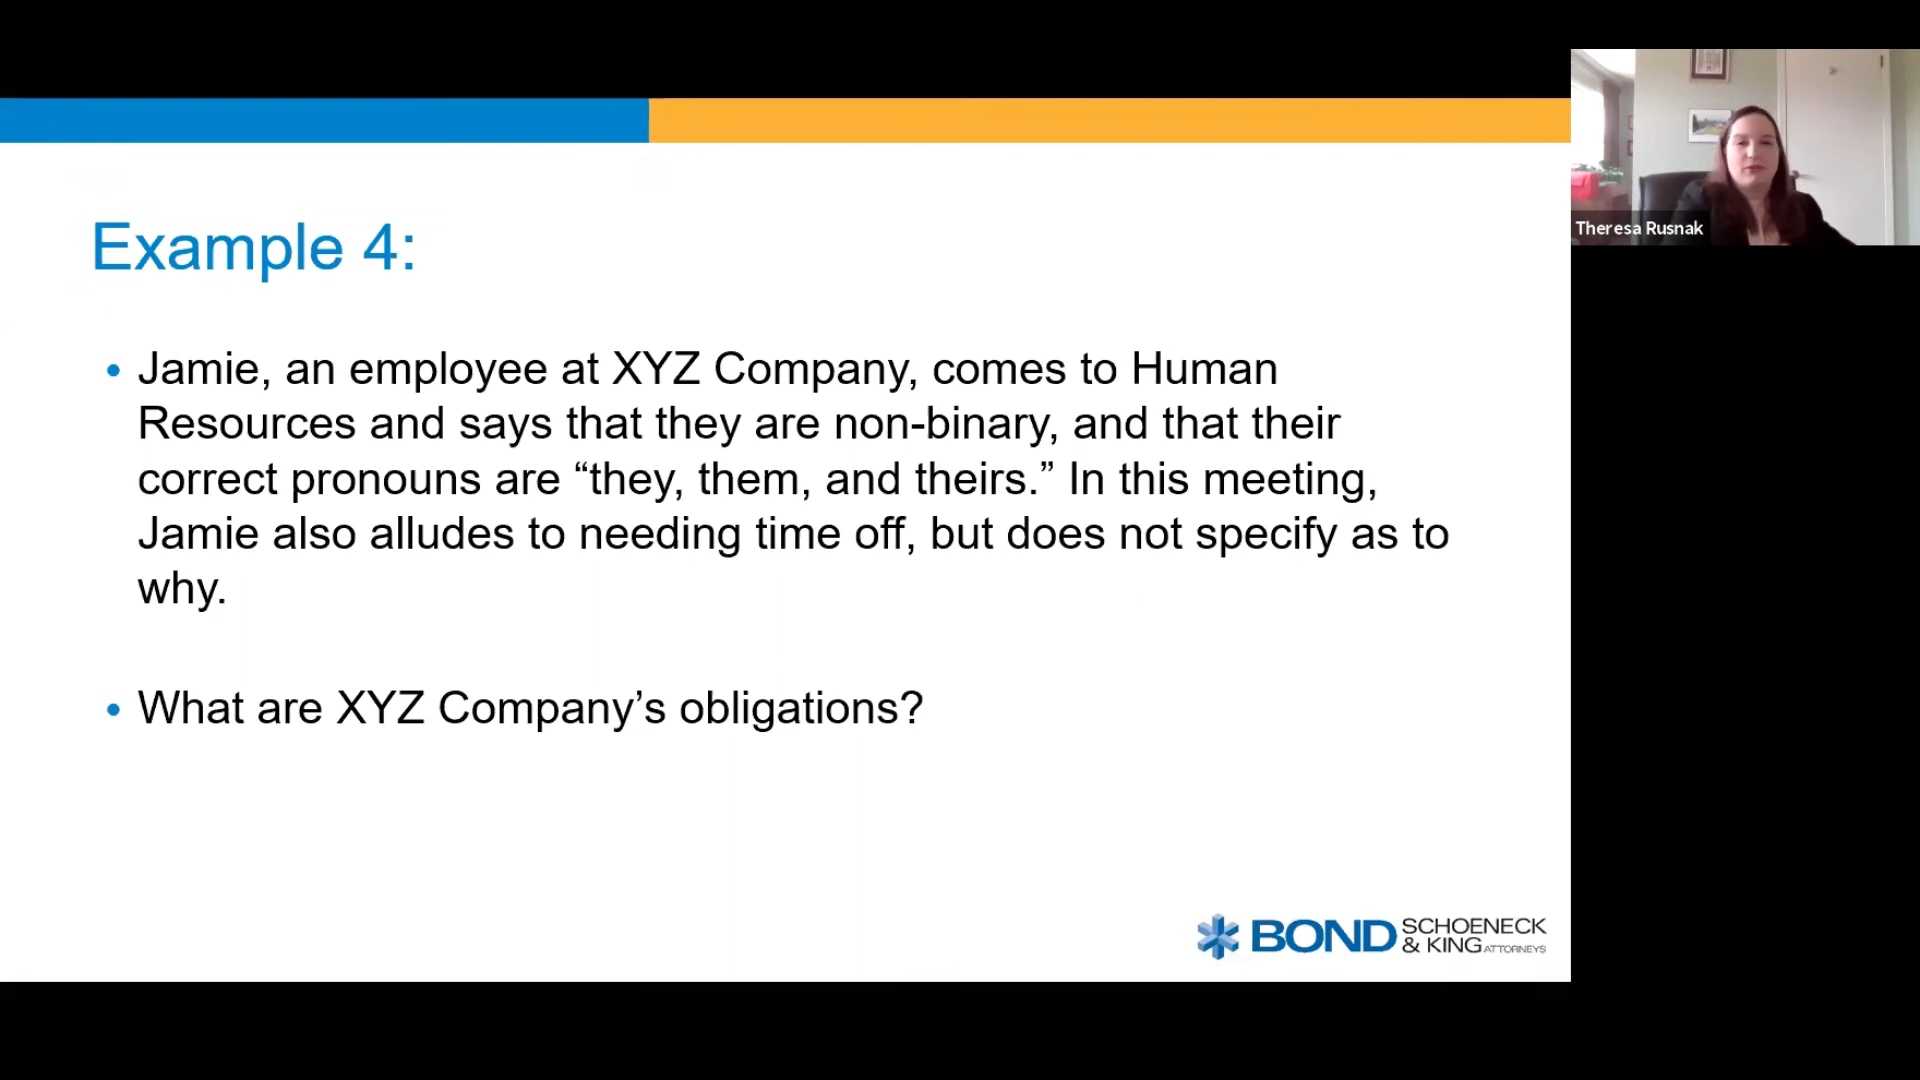 Example 4:
• Jamie, an employee at XYZ Company, comes to Human
Resources and says that they are non-binary, and that their
correct pronouns are “they, them, and theirs.” In this meeting,
Jamie also alludes to needing time off, but does not specify as to
why.
• What are XYZ Company’s obligations?
BOND SCHOENECK
& KING ATTORNEYS
Theresa Rusnak